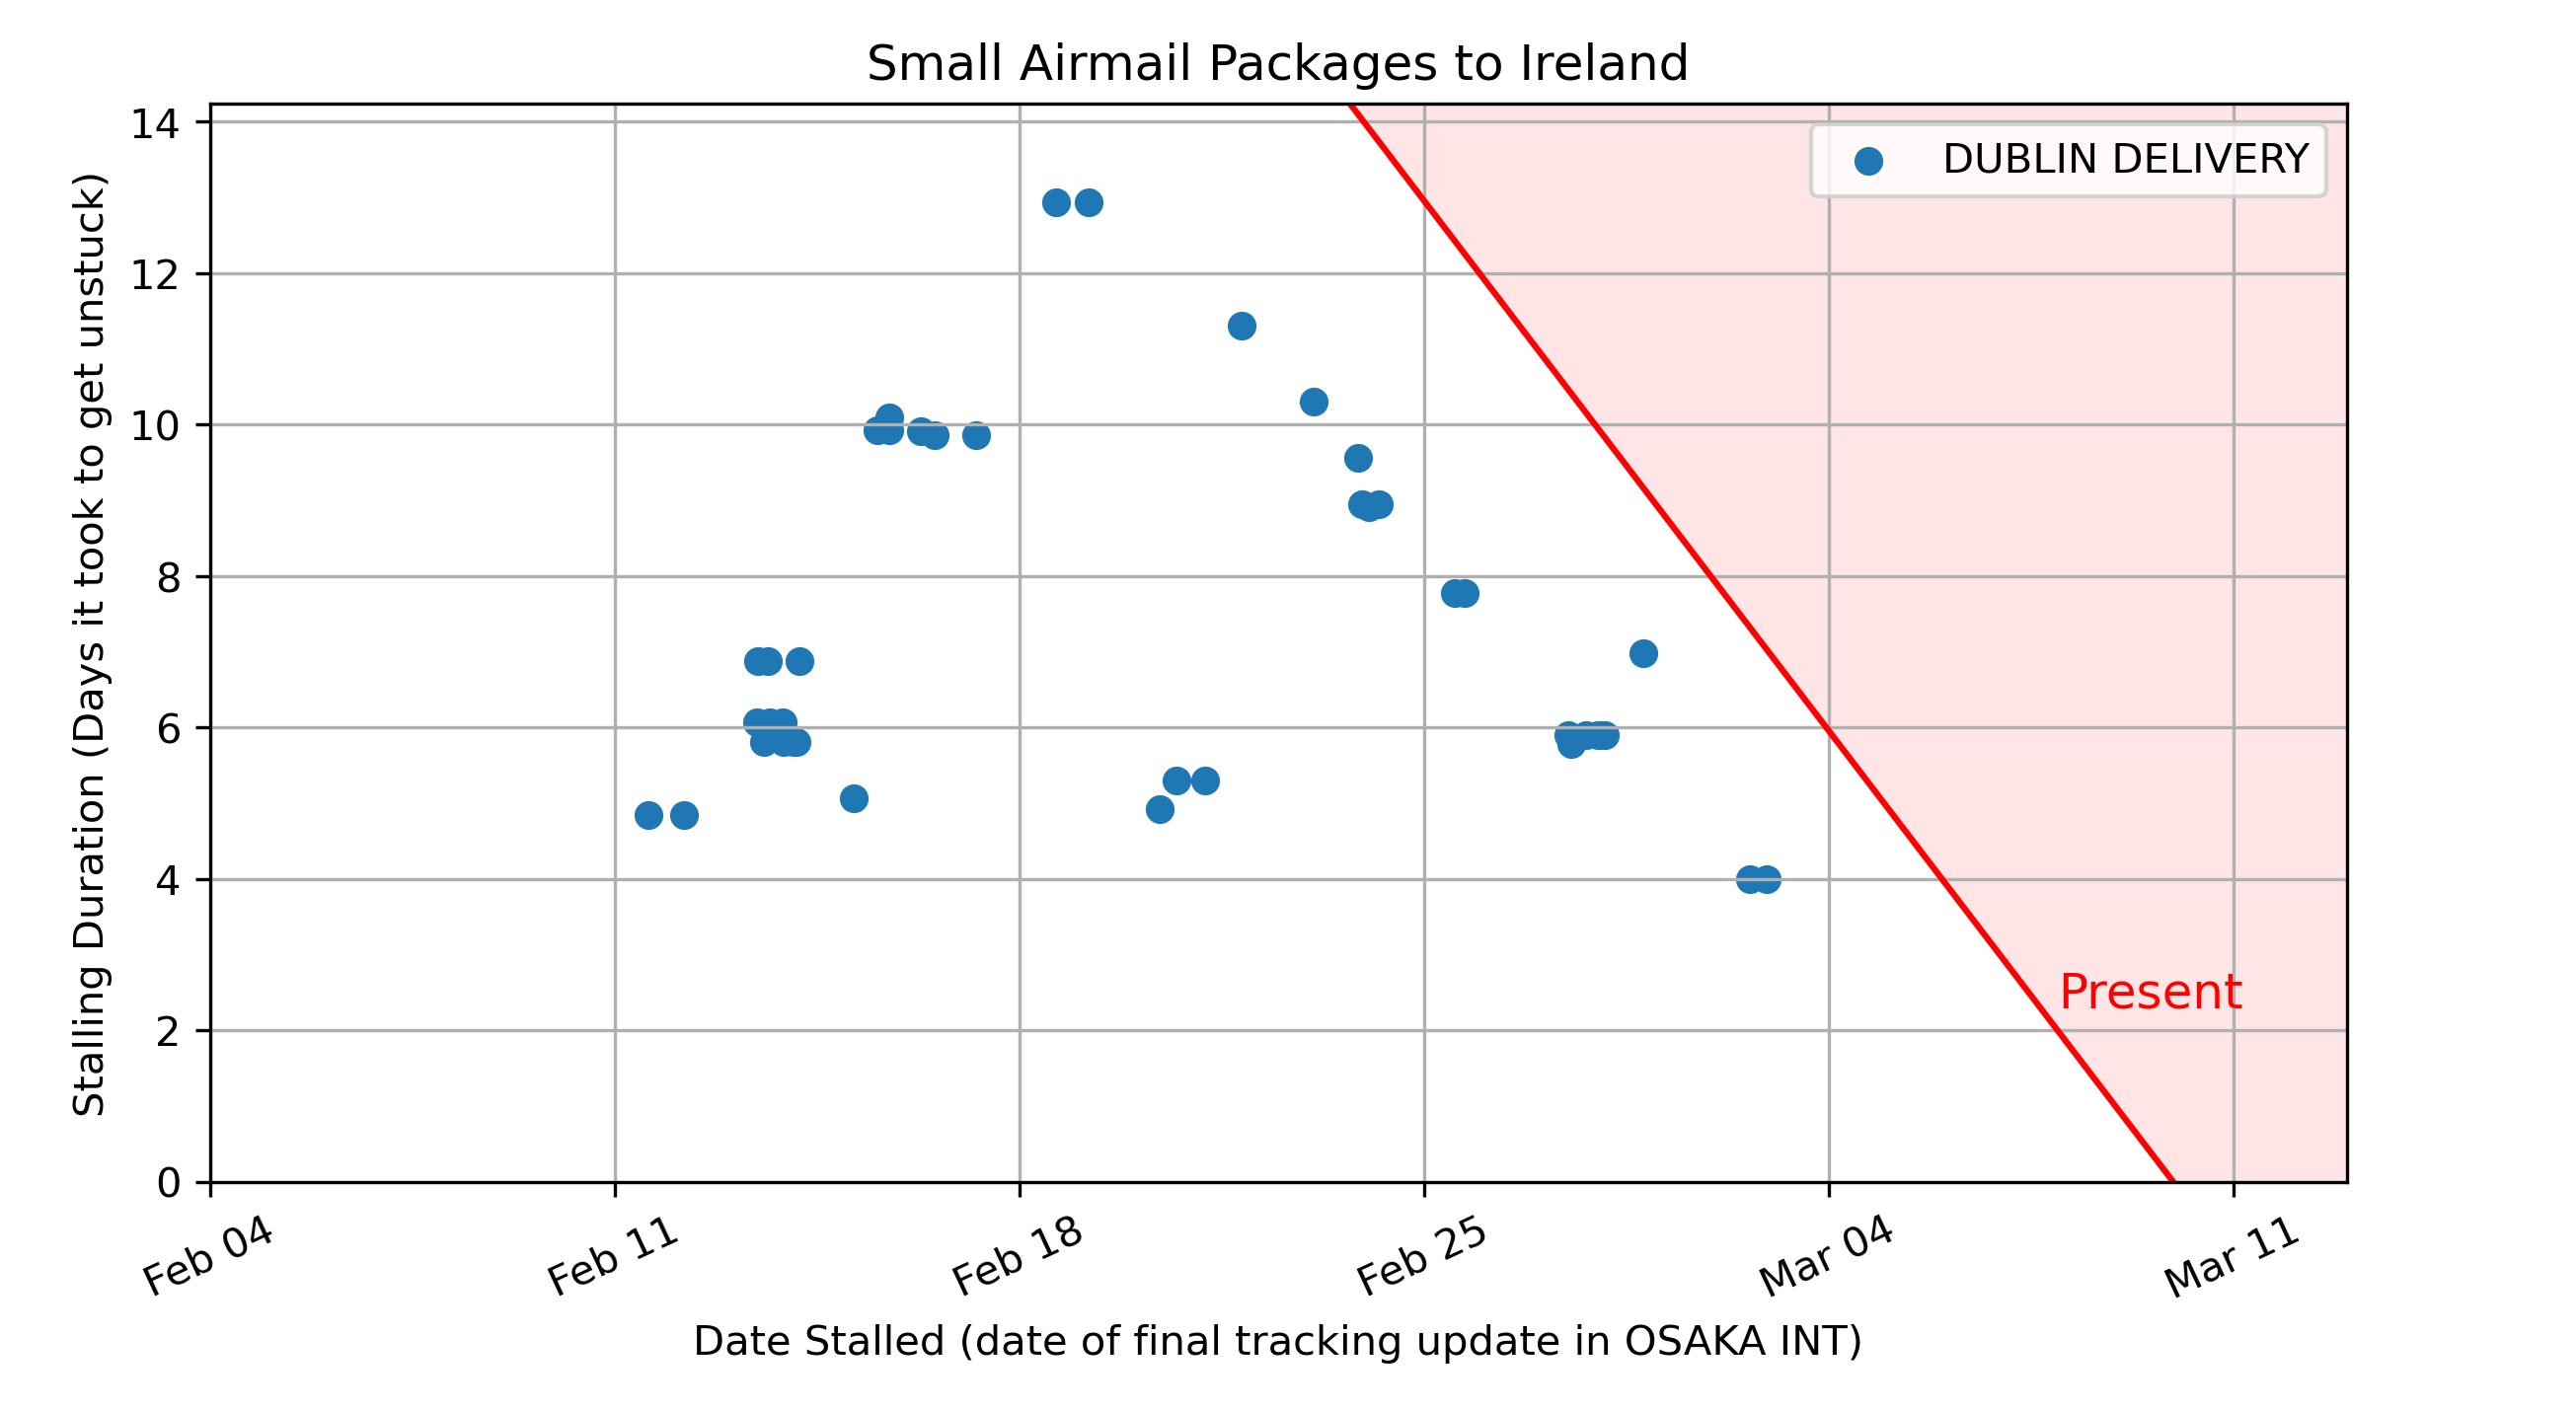 Small Airmail Packages to Ireland
DUBLIN DELIVERY
Stalling Duration (Days it took to get unstuck)
14
12
10
8
6
4
2
0
Present
Feb 04
Feb 11
Feb 18
Feb 25
Mar 04
Mar 11
Date Stalled (date of final tracking update in OSAKA INT)